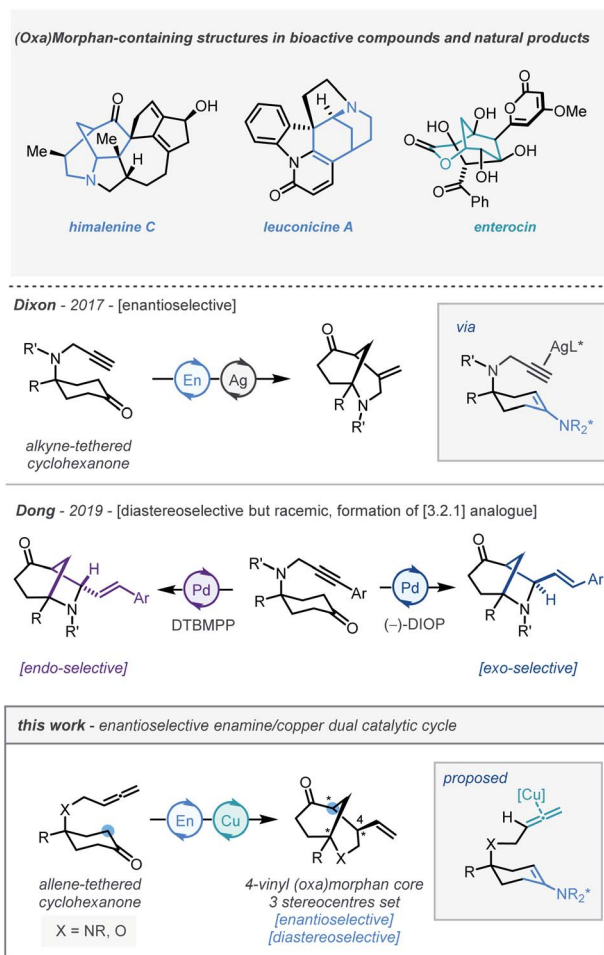 (Oxa)Morphan-containing structures in bioactive compounds and natural products
O
OH
Me
Me
H
N
himalenine C
H
N
N
O
leuconicine A
O
O
OMe
HO
OH
O
O
OH
OH
O
Ph
enterocin
Dixon - 2017 - [enantioselective]
R'
N
R
O
alkyne-tethered
cyclohexanone
En
Ag
O
R
N
R'
via
AgL*
R'
N
R
NR2*
Dong - 2019 - [diastereoselective but racemic, formation of [3.2.1] analogue]
O
H
Ar
R
N
R'
[endo-selective]
Pd
DTBMPP
R'
N
Ar
R
O
Pd
(−)-DIOP
O
Ar
H
R
N
R'
[exo-selective]
this work - enantioselective enamine/copper dual catalytic cycle
X
R
O
allene-tethered
cyclohexanone
X = NR, O
En
Cu
O
*
4
*
*
R
X
4-vinyl (oxa)morphan core
3 stereocentres set
[enantioselective]
[diastereoselective]
proposed
[Cu]
H
X
R
NR2*